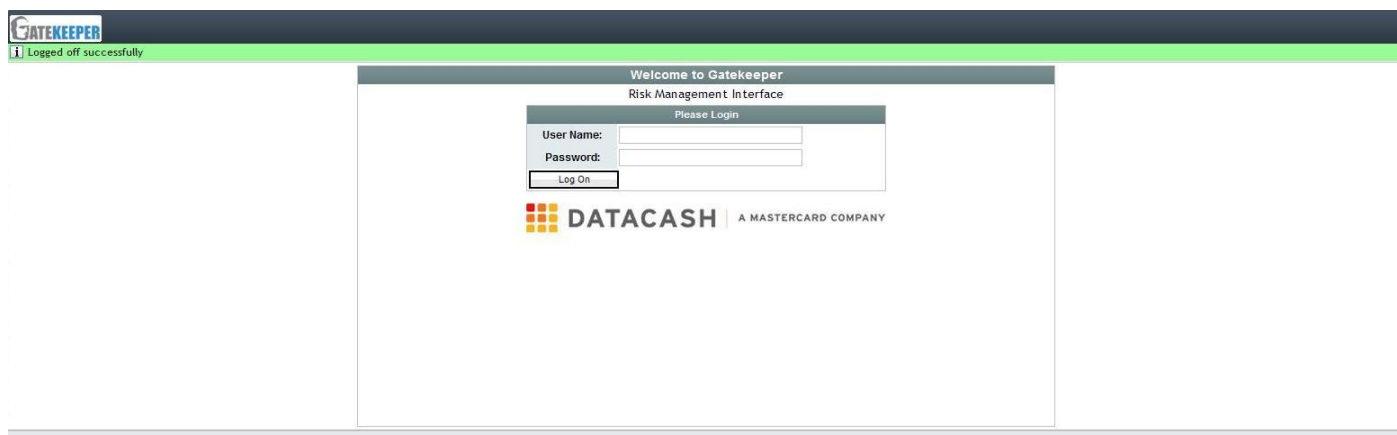 GATEKEEPER
i Logged off successfully
Welcome to Gatekeeper
Risk Management Interface
Please Login
User Name:
Password:
Log On
DATACASH A MASTERCARD COMPANY